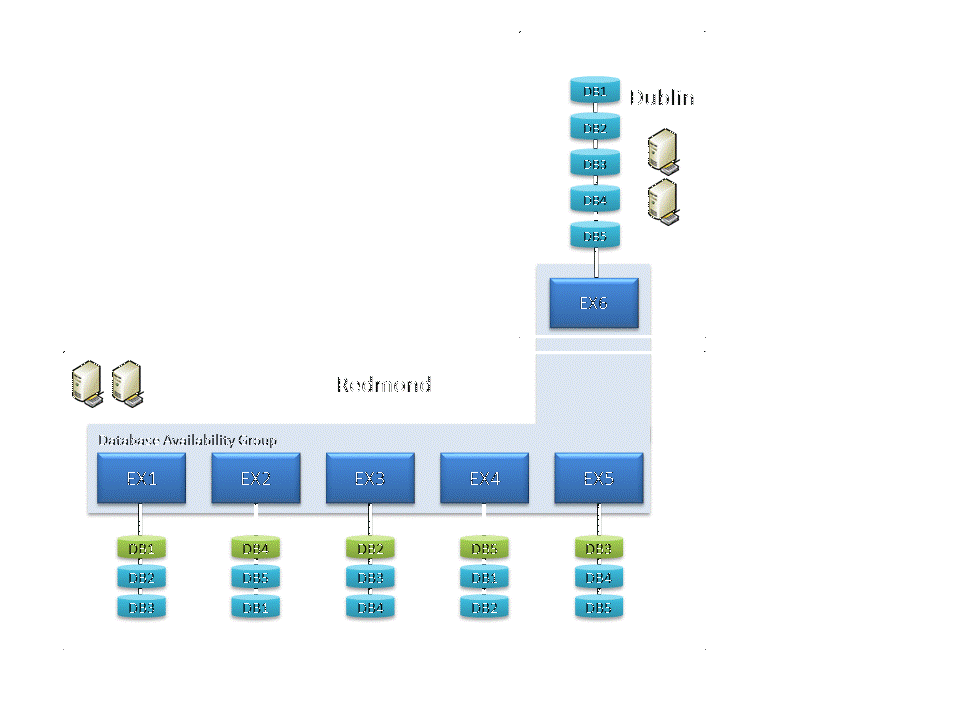 DB1
Dublin
DB2
DB3
DB4
DB5
EX6
Redmond
Database Availability Group
EX1 EX2 EX3 EX4 EX5
DB1 DB4 DB2 DB5 DB3
DB2 DB5 DB3 DB1 DB4
DB3 DB1 DB4 DB2 DB5